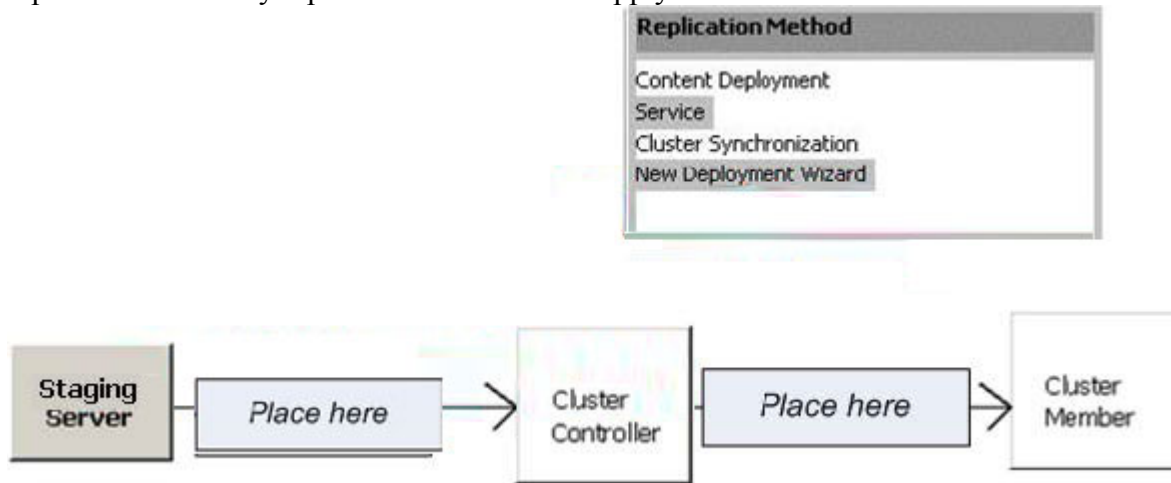 Replication Method
Content Deployment
Service
Cluster Synchronization
New Deployment Wizard
Staging
Server
Place here
Cluster
Controller
Place here
Cluster
Member